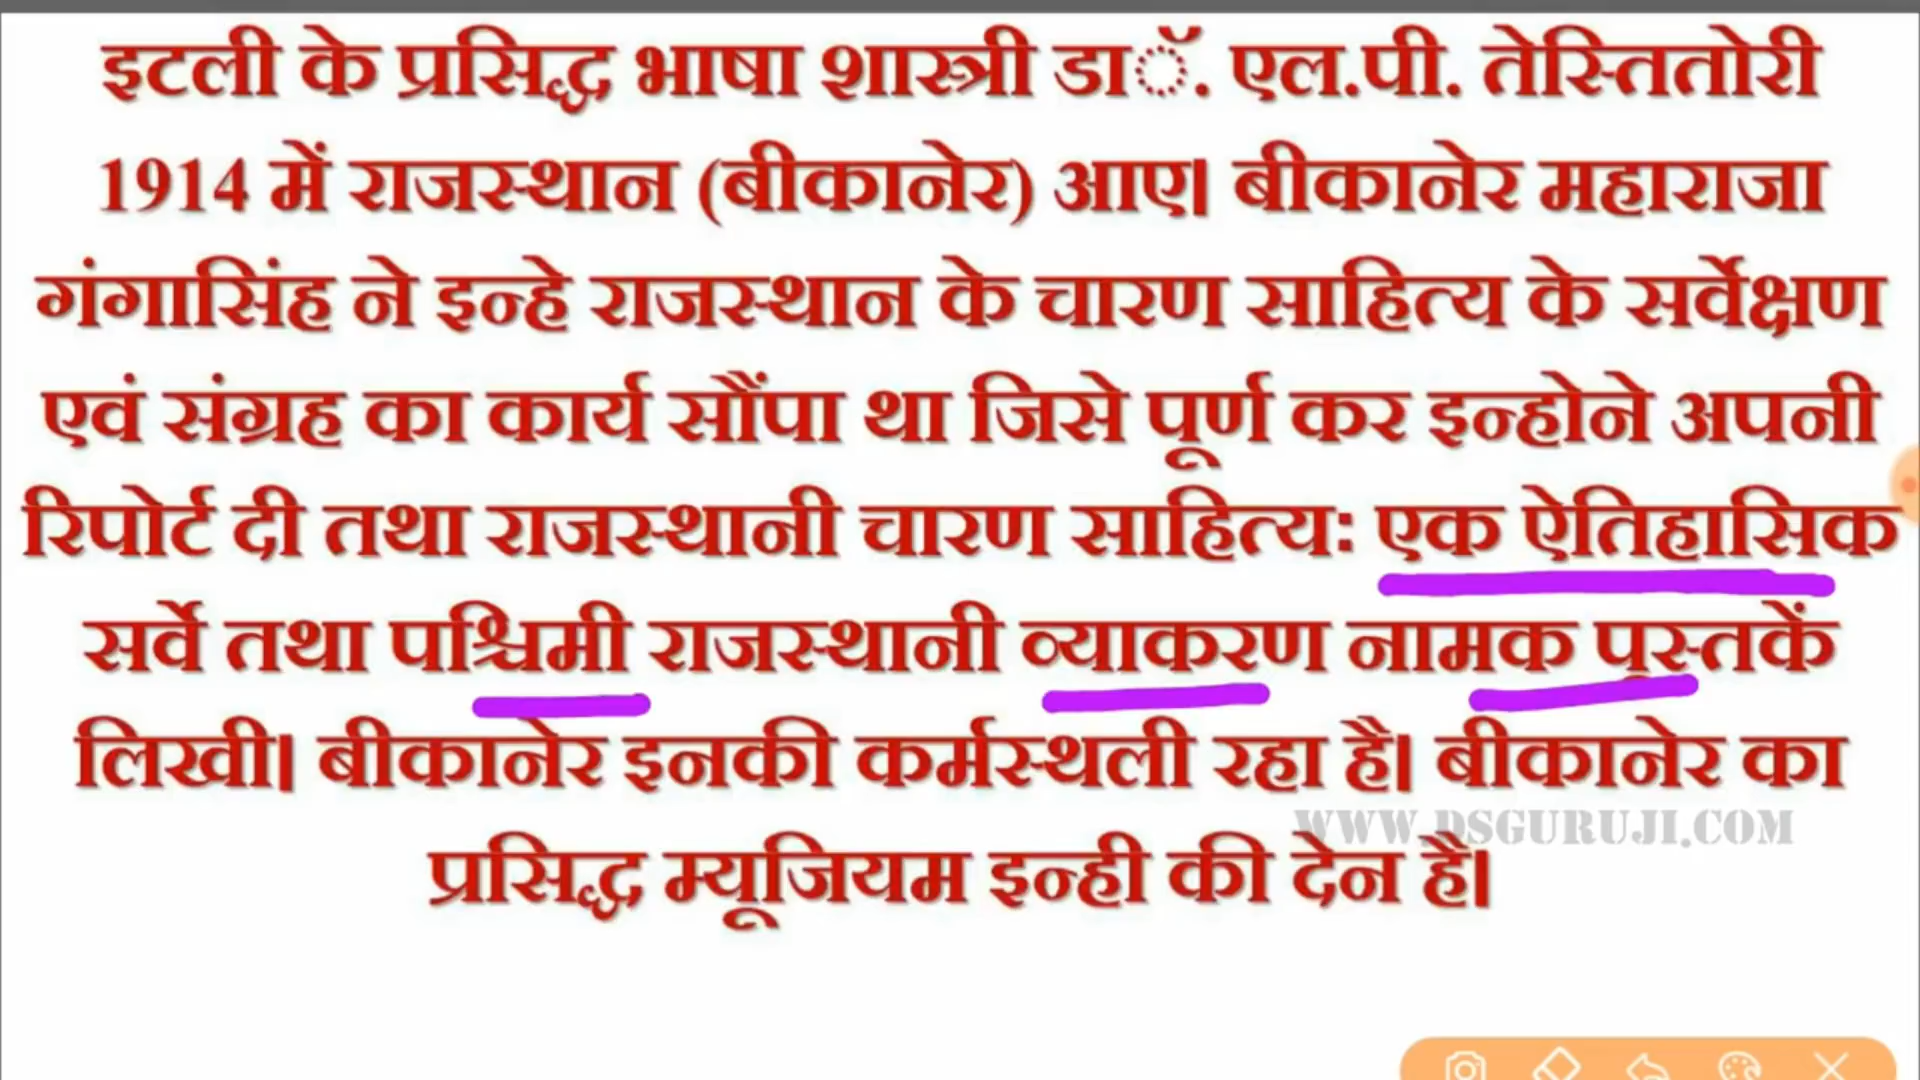 इटली के प्रसिद्ध भाषा शास्त्री डाॅ. एल.पी. तेस्तितोरी
1914 में राजस्थान (बीकानेर) आए। बीकानेर महाराजा
गंगासिंह ने इन्हे राजस्थान के चारण साहित्य के सर्वेक्षण
एवं संग्रह का कार्य सौंपा था जिसे पूर्ण कर इन्होने अपनी
रिपोर्ट दी तथा राजस्थानी चारण साहित्यः एक ऐतिहासिक
सर्वे तथा पश्चिमी राजस्थानी व्याकरण नामक पुस्तकें
लिखी। बीकानेर इनकी कर्मस्थली रहा है। बीकानेर का
WWW.DSGURUJI.COM
प्रसिद्ध म्यूजियम इन्ही की देन है।